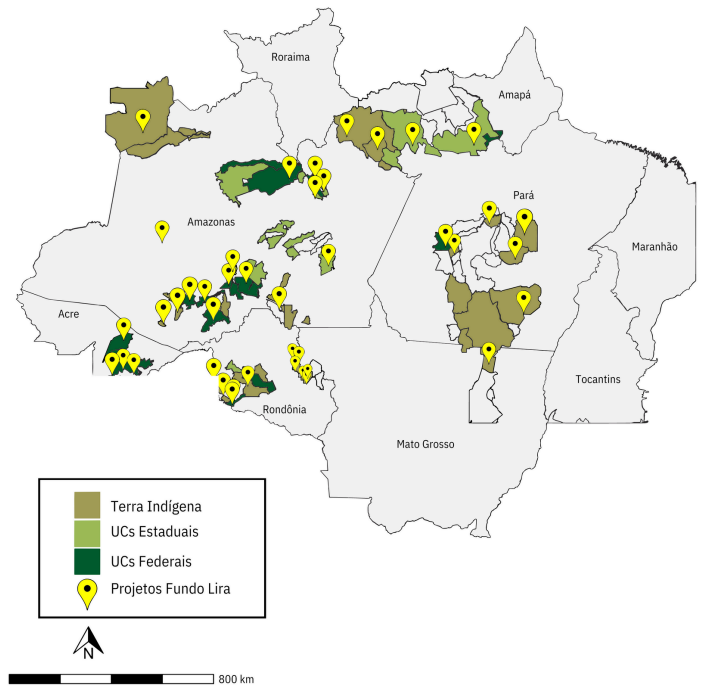 Roraima
Amapá
Pará
Amazonas
Maranhão
Acre
Tocantins
Rondônia
Mato Grosso
Terra Indígena
UCs Estaduais
UCs Federais
Projetos Fundo Lira
N
800 km